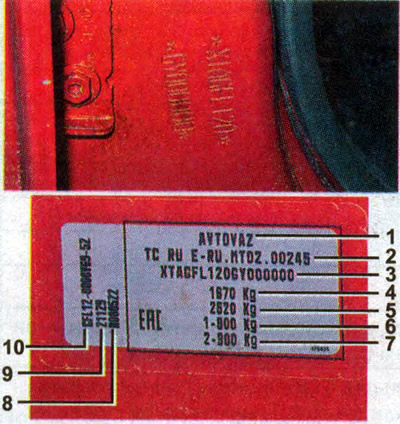 AVTOVAZ
TC RU E-RU.MT02.00245
XTAGFL120GY000000
1670 Kg
2520 Kg
1-900 Kg
2-900 Kg
EAC
21129
1
2
3
4
5
6
7
8
9
10